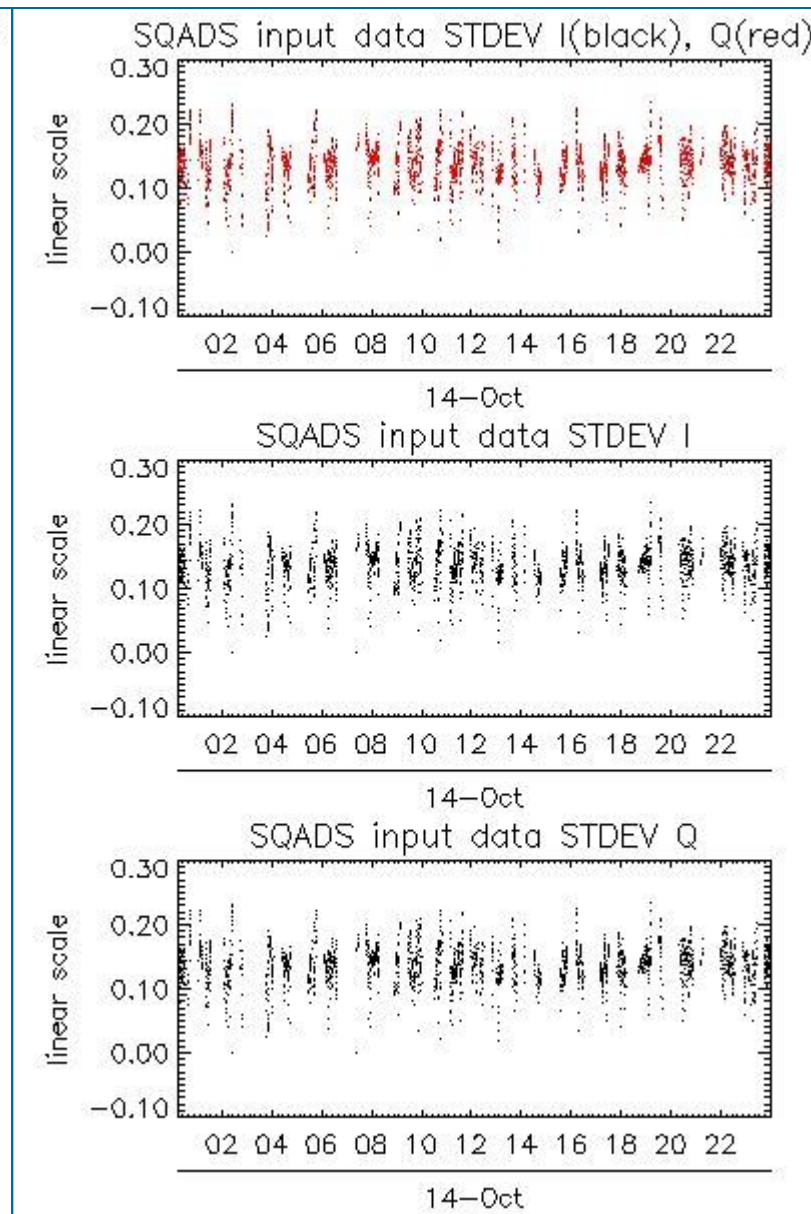 SQADS input data STDEV I(black), Q(red)
0.30
0.20
0.10
0.00
−0.10
linear scale
02 04 06 08 10 12 14 16 18 20 22
14−Oct
SQADS input data STDEV I
0.30
0.20
0.10
0.00
−0.10
linear scale
02 04 06 08 10 12 14 16 18 20 22
14−Oct
SQADS input data STDEV Q
0.30
0.20
0.10
0.00
−0.10
linear scale
02 04 06 08 10 12 14 16 18 20 22
14−Oct